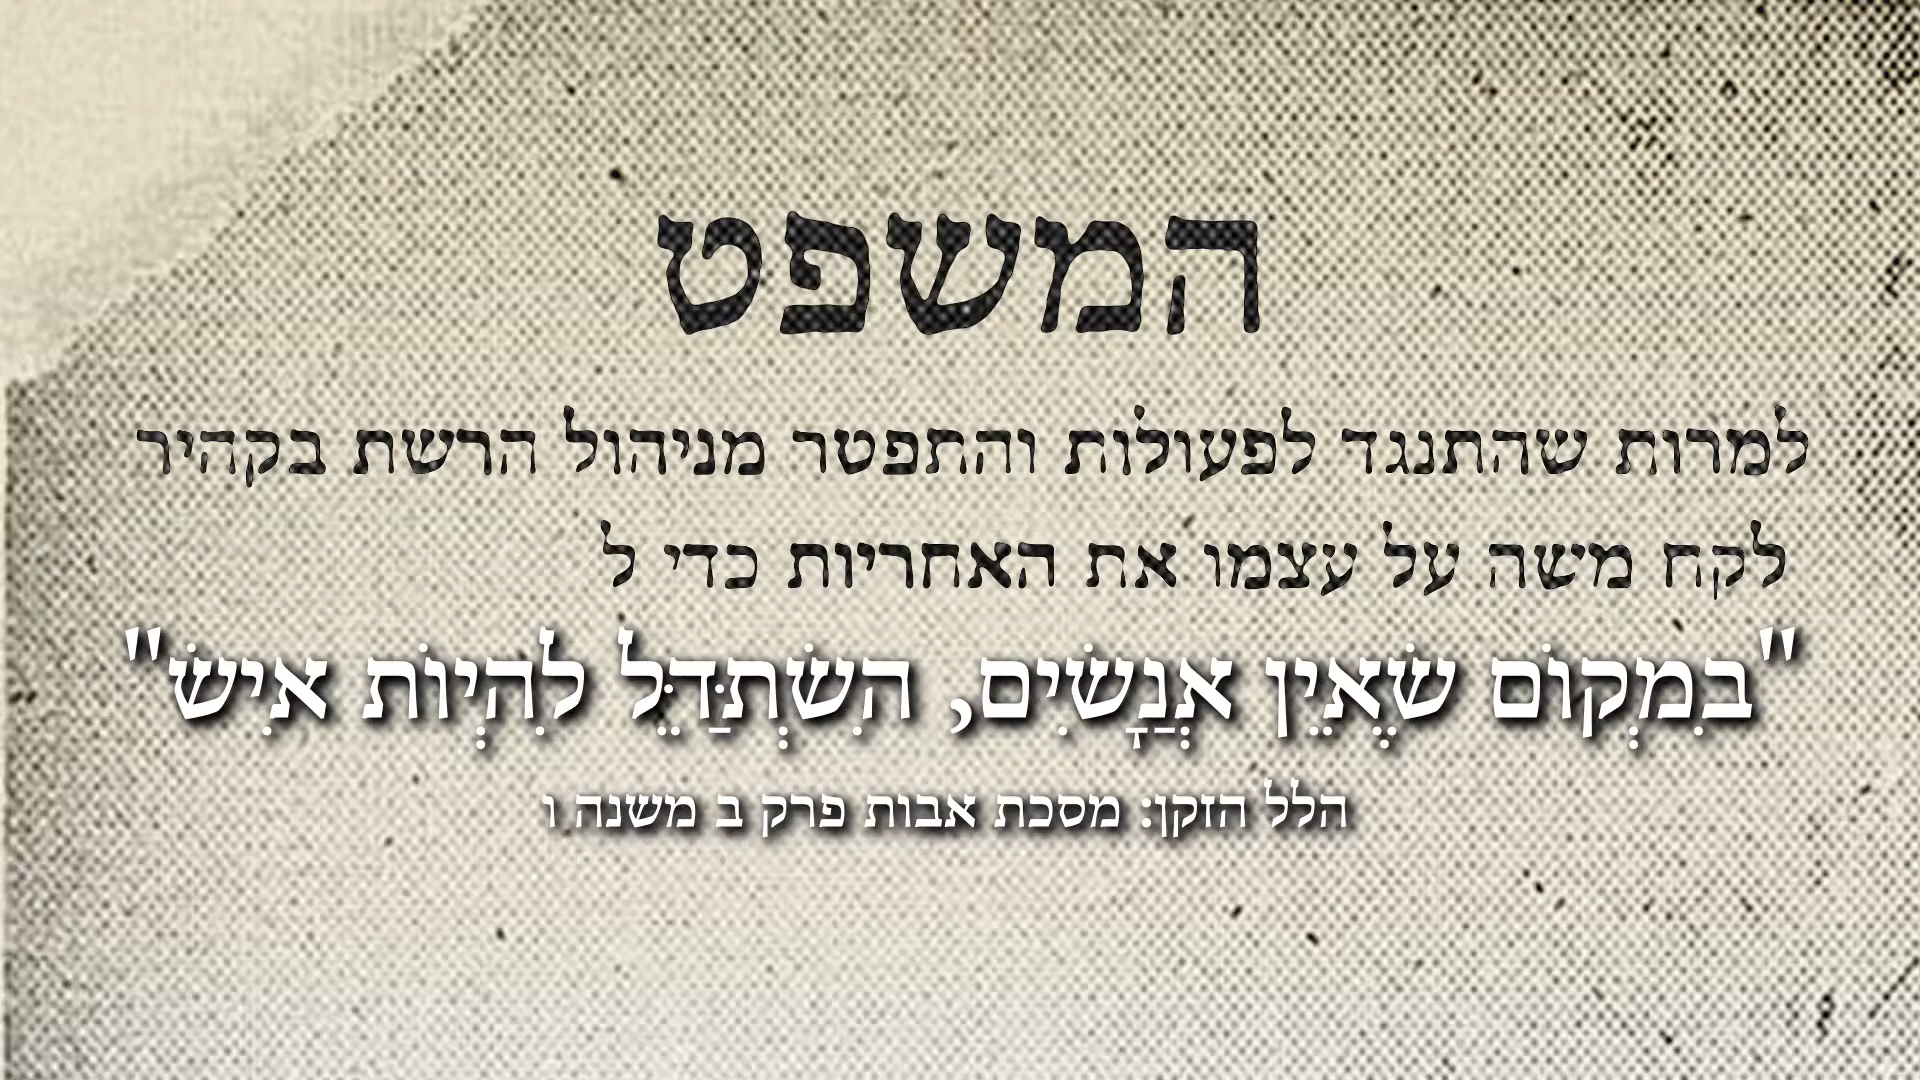 המשפט
למרות שהתנגד לפעולות והתפטר מניהול הרשת בקהיר
לקח משה על עצמו את האחריות כדי ל
"בִּמְקוֹם שֶׁאֵין אֲנָשִׁים, הִשְׁתַּדֵּל לִהְיוֹת אִישׁ"
הלל הזקן: מסכת אבות פרק ב משנה ו